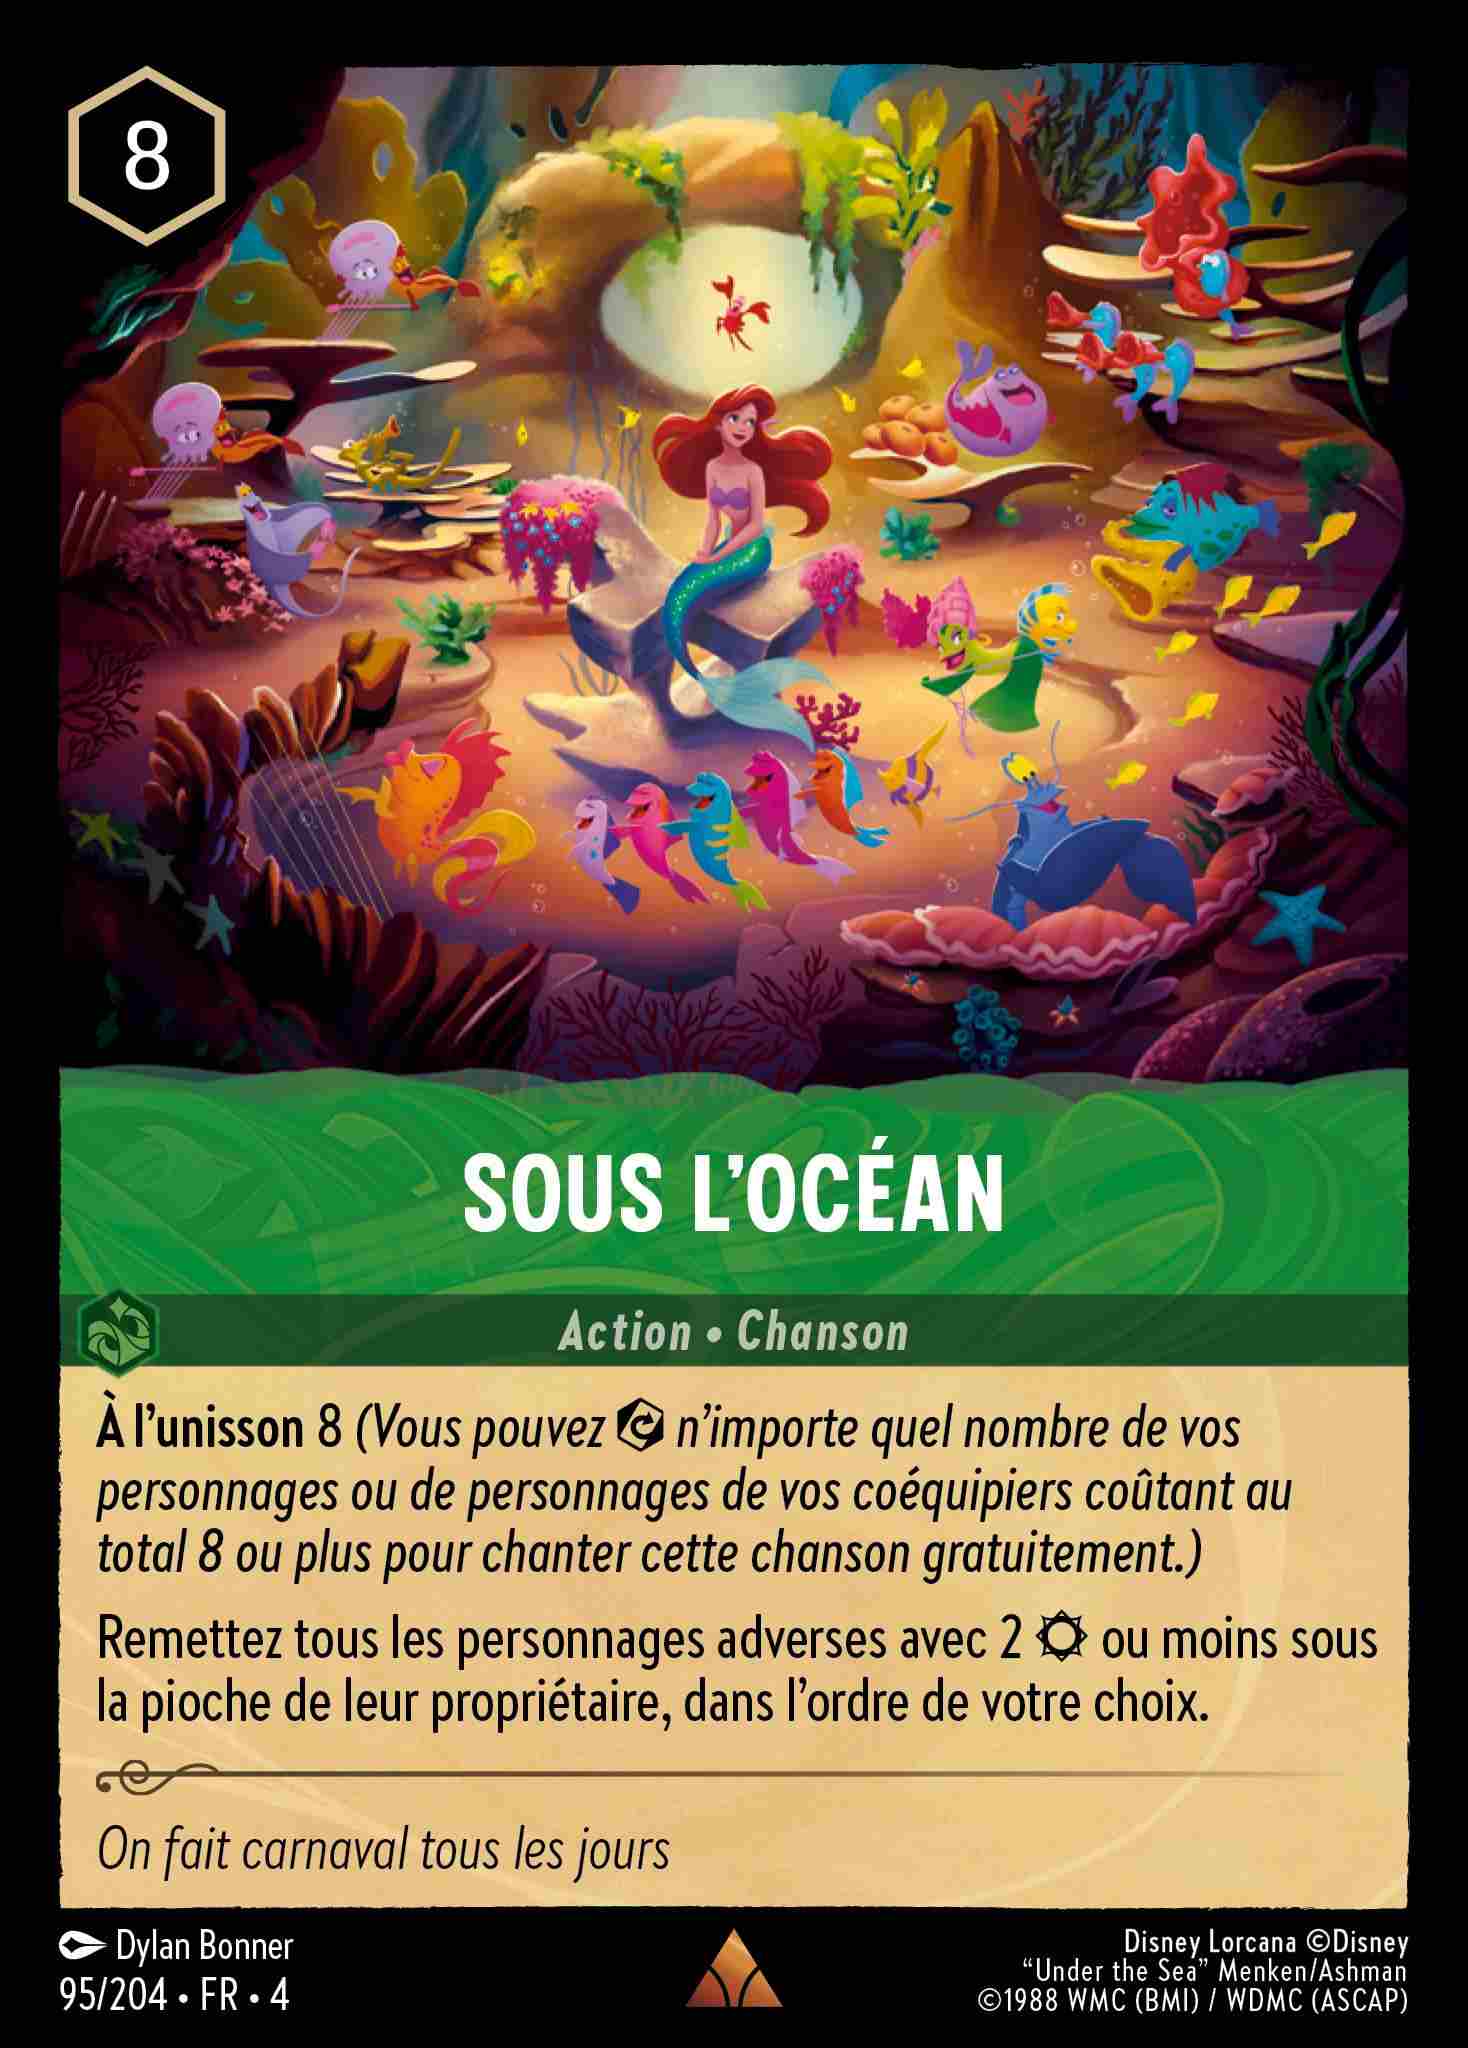 8
SOUS L'OCÉAN
Action • Chanson
À l'unisson 8 (Vous pouvez n'importe quel nombre de vos
personnages ou de personnages de vos coéquipiers coûtant au
total 8 ou plus pour chanter cette chanson gratuitement.)
Remettez tous les personnages adverses avec 2 ou moins sous
la pioche de leur propriétaire, dans l'ordre de votre choix.
On fait carnaval tous les jours
Dylan Bonner
95/204 • FR • 4
Disney Lorcana ©Disney
“Under the Sea” Menken/Ashman
©1988 WMC (BMI) / WDMC (ASCAP)